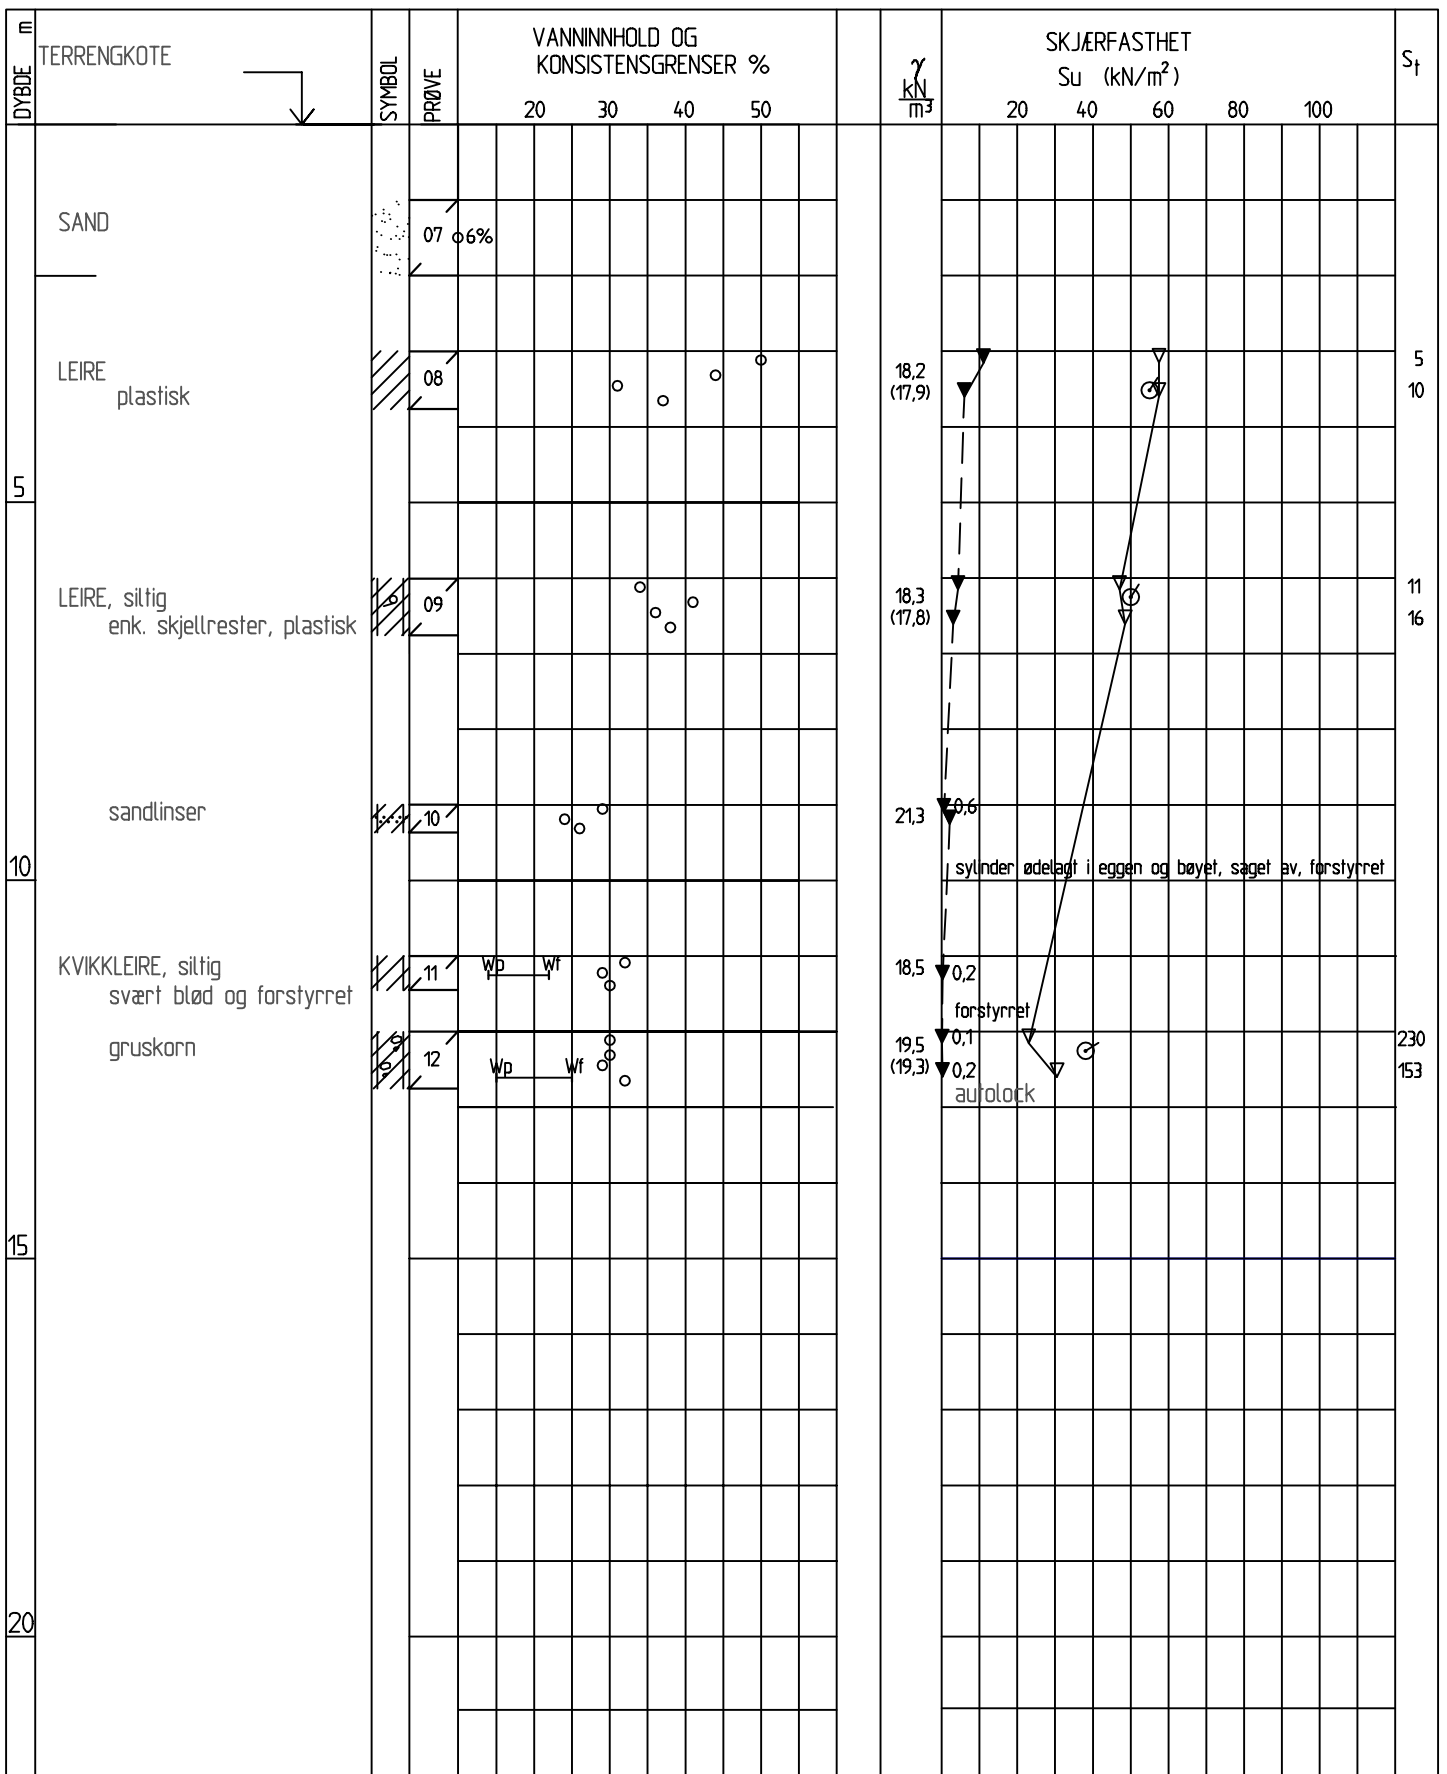 m
DYBDE
TERRENGKOTE
SYMBOL
PRØVE
VANNINNHOLD OG
KONSISTENSGRENSER %
20 30 40 50
γ
kN
m³
SKJÆRFASTHET
Su (kN/m²)
20 40 60 80 100
St
SAND
07
6%
LEIRE
plastisk
08
18,2
(17,9)
5
10
5
LEIRE, siltig
enk. skjellrester, plastisk
09
18,3
(17,8)
11
16
sandlinser
10
21,3
0,6
10
sylinder ødelagt i eggen og bøyet, saget av, forstyrret
KVIKKLEIRE, siltig
svært blød og forstyrret
11
Wp Wf
18,5
0,2
forstyrret
gruskorn
12
Wp Wf
19,5
(19,3)
0,1
0,2
autolock
230
153
15
20